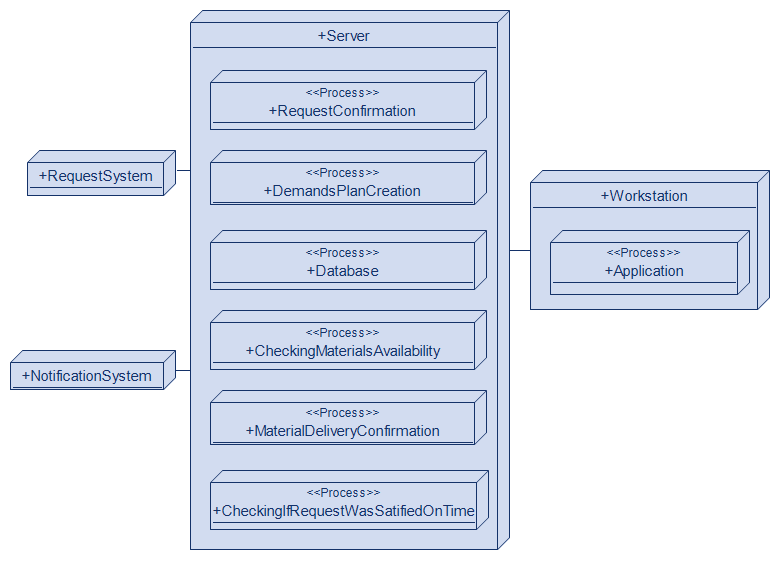 +Server
<<Process>>
+RequestConfirmation
+RequestSystem
<<Process>>
+DemandsPlanCreation
+Workstation
<<Process>>
+Application
<<Process>>
+Database
<<Process>>
+CheckingMaterialsAvailability
+NotificationSystem
<<Process>>
+MaterialDeliveryConfirmation
<<Process>>
+CheckingIfRequestWasSatifiedOnTime